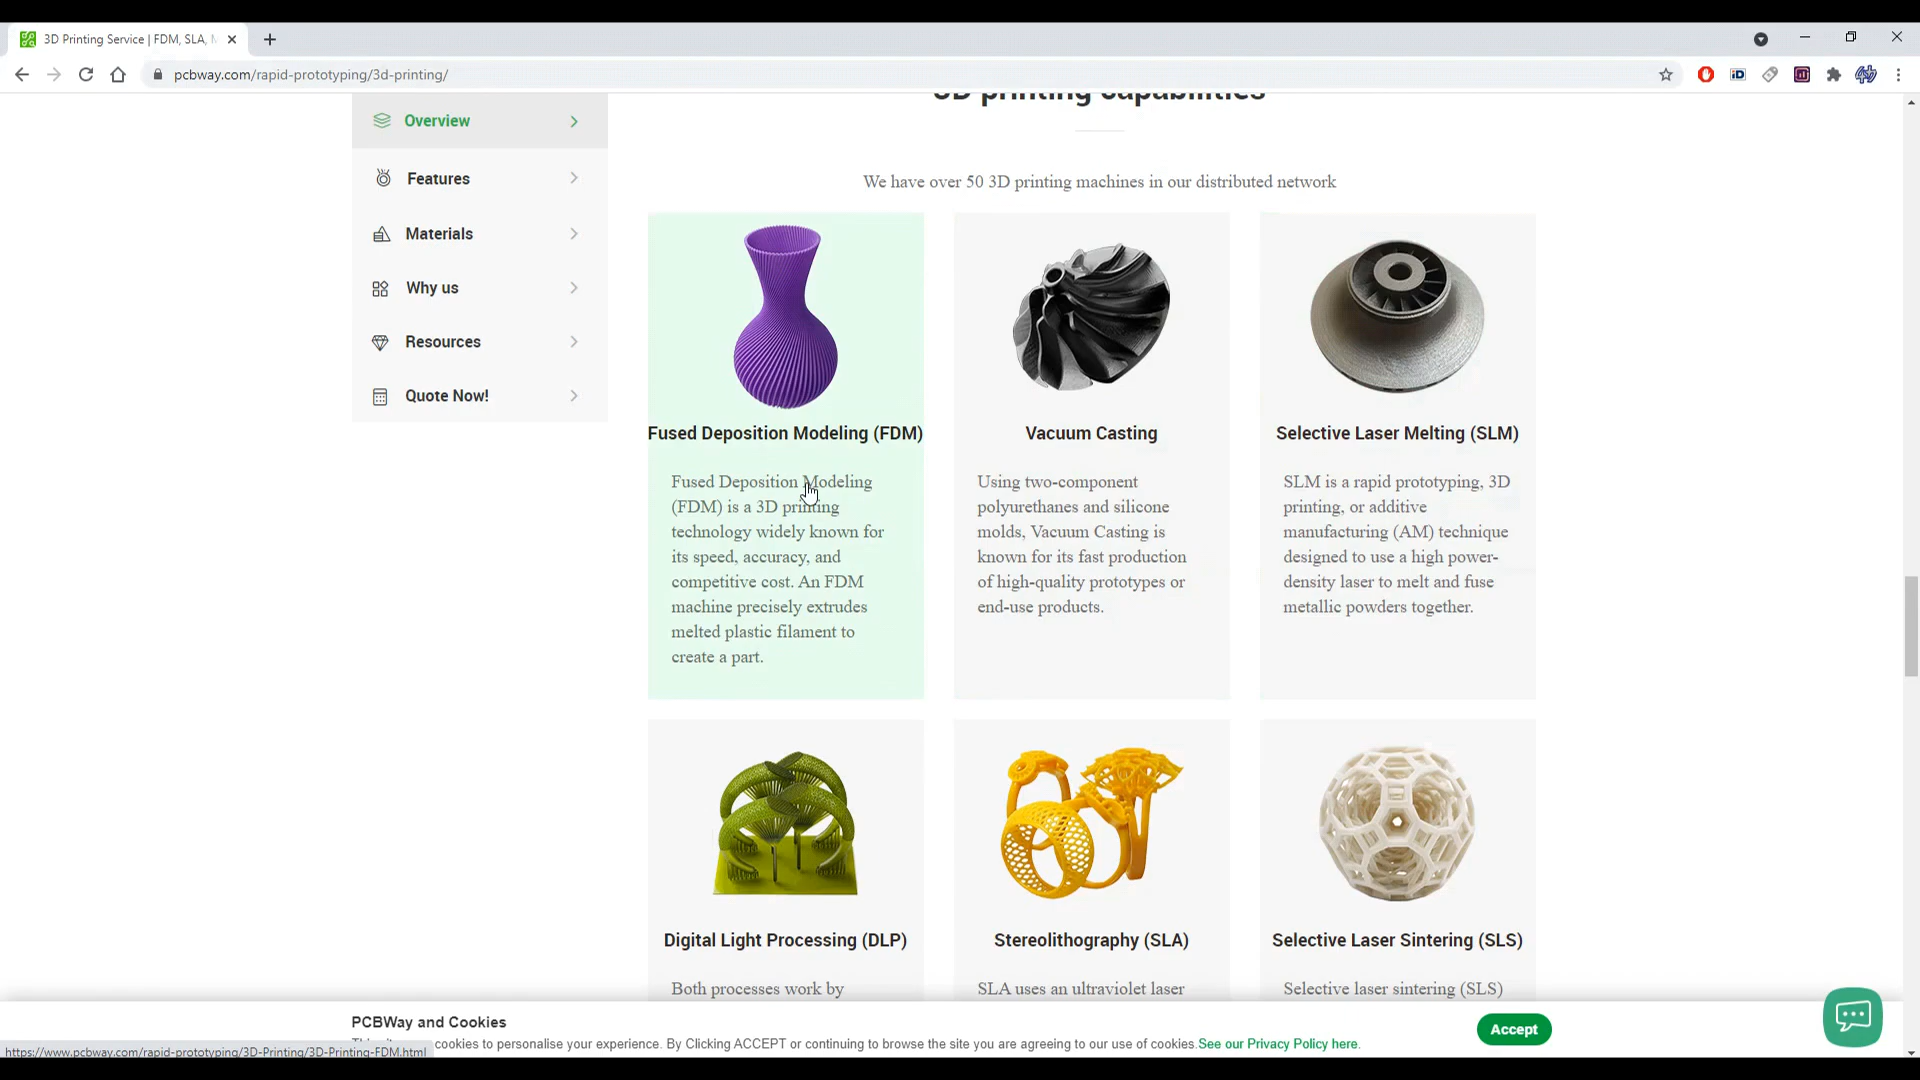 3D Printing Service | FDM, SLA,
pcbway.com/rapid-prototyping/3d-printing/
iD
Overview
Features
Materials
Why us
Resources
Quote Now!
3D printing capabilities
We have over 50 3D printing machines in our distributed network
Fused Deposition Modeling (FDM)
Fused Deposition Modeling
(FDM) is a 3D printing
technology widely known for
its speed, accuracy, and
competitive cost. An FDM
machine precisely extrudes
melted plastic filament to
create a part.
Vacuum Casting
Using two-component
polyurethanes and silicone
molds, Vacuum Casting is
known for its fast production
of high-quality prototypes or
end-use products.
Selective Laser Melting (SLM)
SLM is a rapid prototyping, 3D
printing, or additive
manufacturing (AM) technique
designed to use a high power-
density laser to melt and fuse
metallic powders together.
Digital Light Processing (DLP)
Both processes work by
Stereolithography (SLA)
SLA uses an ultraviolet laser
Selective Laser Sintering (SLS)
Selective laser sintering (SLS)
PCBWay and Cookies
cookies to personalise your experience. By Clicking ACCEPT or continuing to browse the site you are agreeing to our use of cookies.See our Privacy Policy here.
Accept
https://www.pcbway.com/rapid-prototyping/3D-Printing/3D-Printing-FDM.html